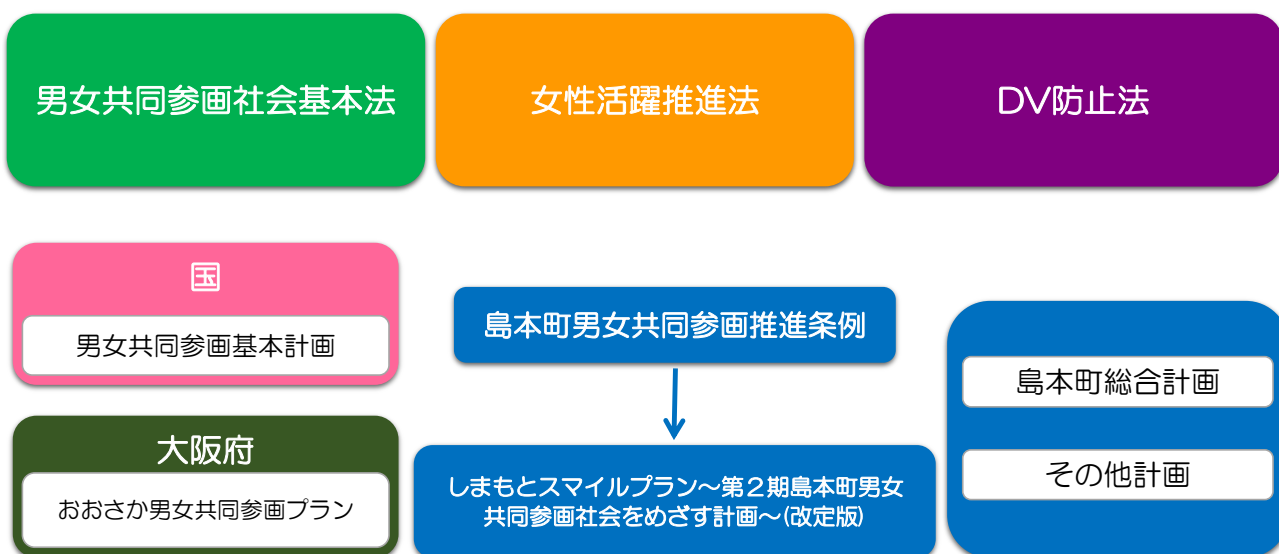 男女共同参画社会基本法
女性活躍推進法
DV防止法
国
男女共同参画基本計画
大阪府
おおさか男女共同参画プラン
島本町男女共同参画推進条例
しまもとスマイルプラン～第２期島本町男女
共同参画社会をめざす計画～(改定版)
島本町総合計画
その他計画